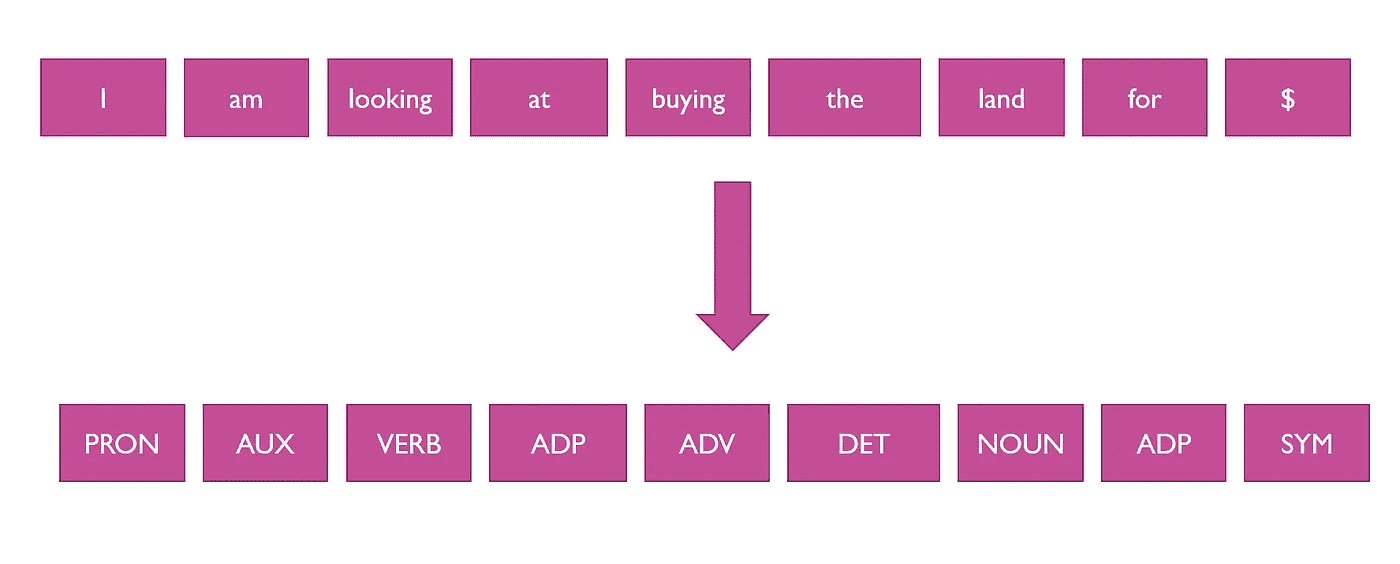 I am looking at buying the land for $
PRON AUX VERB ADP ADV DET NOUN ADP SYM